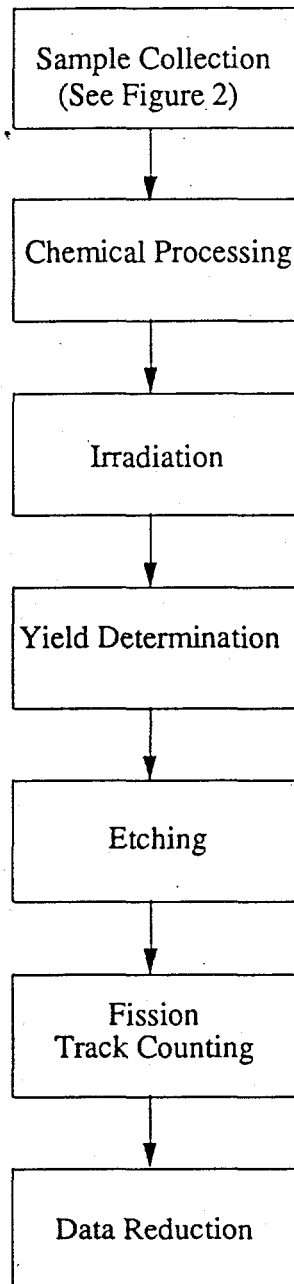 Sample Collection
(See Figure 2)
Chemical Processing
Irradiation
Yield Determination
Etching
Fission
Track Counting
Data Reduction